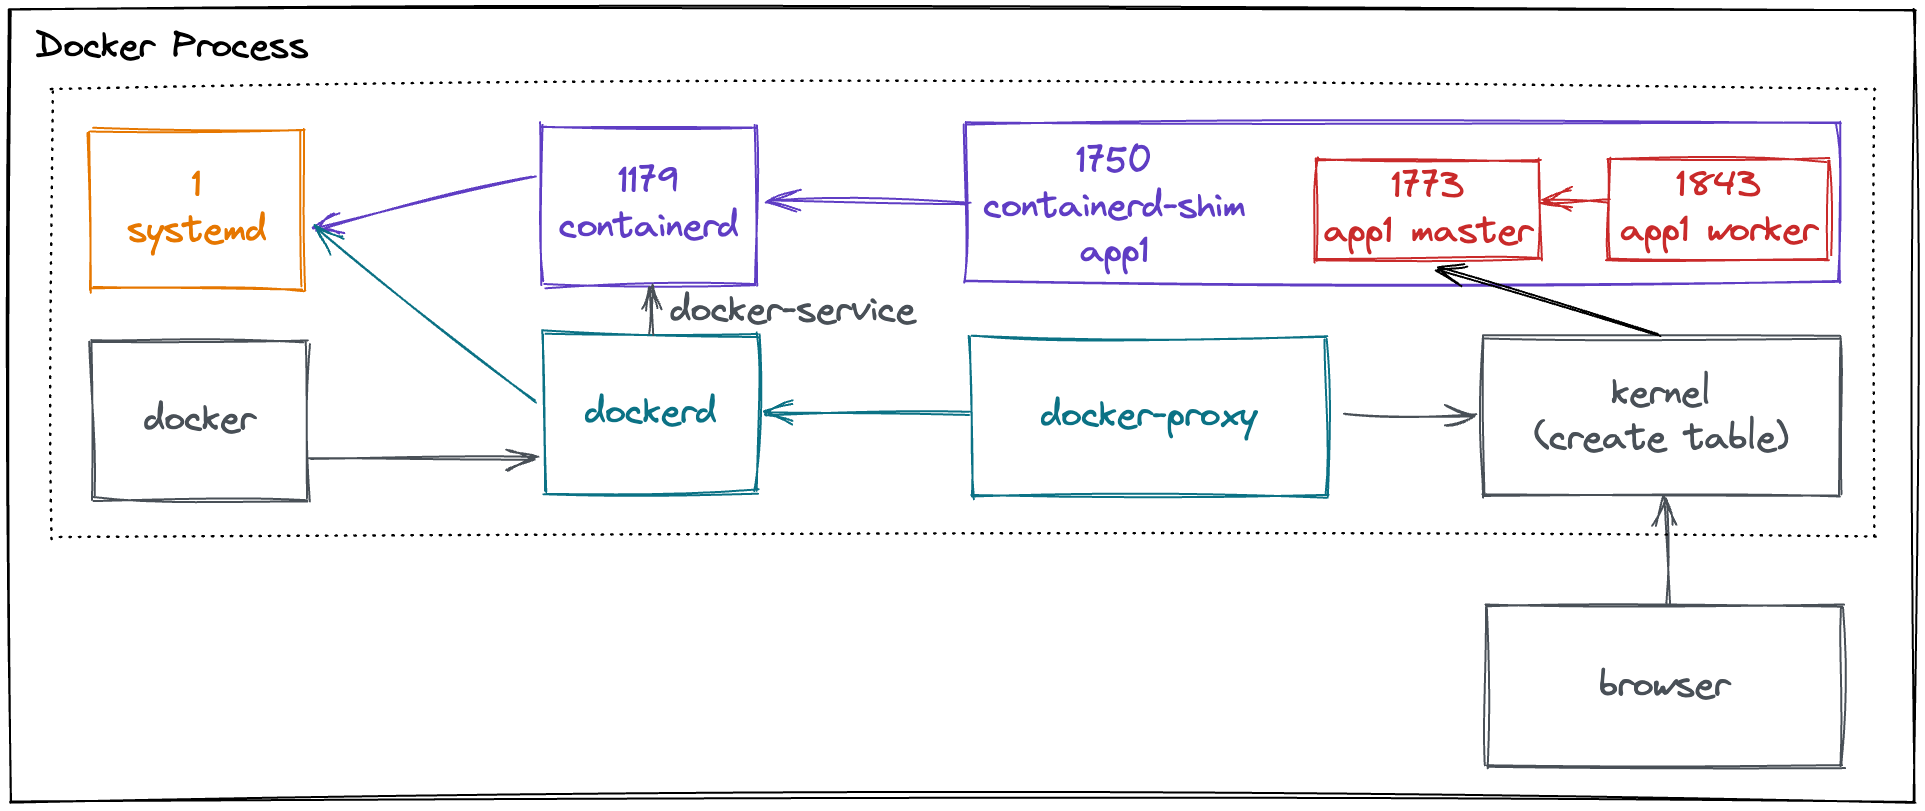 Docker Process
1
systemd
1179
containerd
1750
containerd-shim
app1
1773
app1 master
1843
app1 worker
docker-service
docker
dockerd
docker-proxy
kernel
(create table)
browser